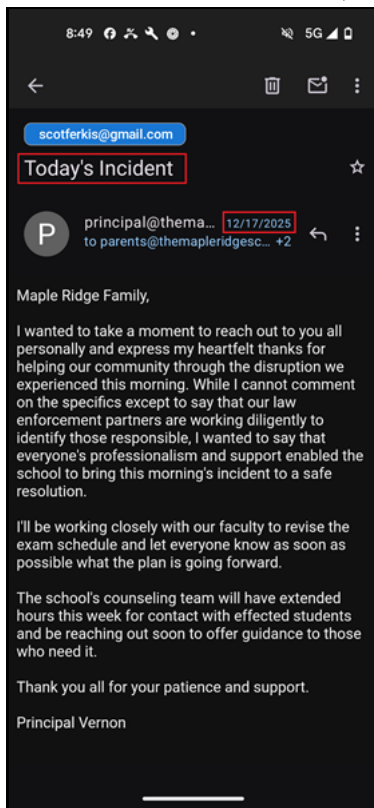 8:49
5G
scotferkis@gmail.com
Today's Incident
P
principal@thema... 12/17/2025
to parents@themapleridgesc... +2
Maple Ridge Family,
I wanted to take a moment to reach out to you all
personally and express my heartfelt thanks for
helping our community through the disruption we
experienced this morning. While I cannot comment
on the specifics except to say that our law
enforcement partners are working diligently to
identify those responsible, I wanted to say that
everyone's professionalism and support enabled the
school to bring this morning's incident to a safe
resolution.
I'll be working closely with our faculty to revise the
exam schedule and let everyone know as soon as
possible what the plan is going forward.
The school's counseling team will have extended
hours this week for contact with effected students
and be reaching out soon to offer guidance to those
who need it.
Thank you all for your patience and support.
Principal Vernon